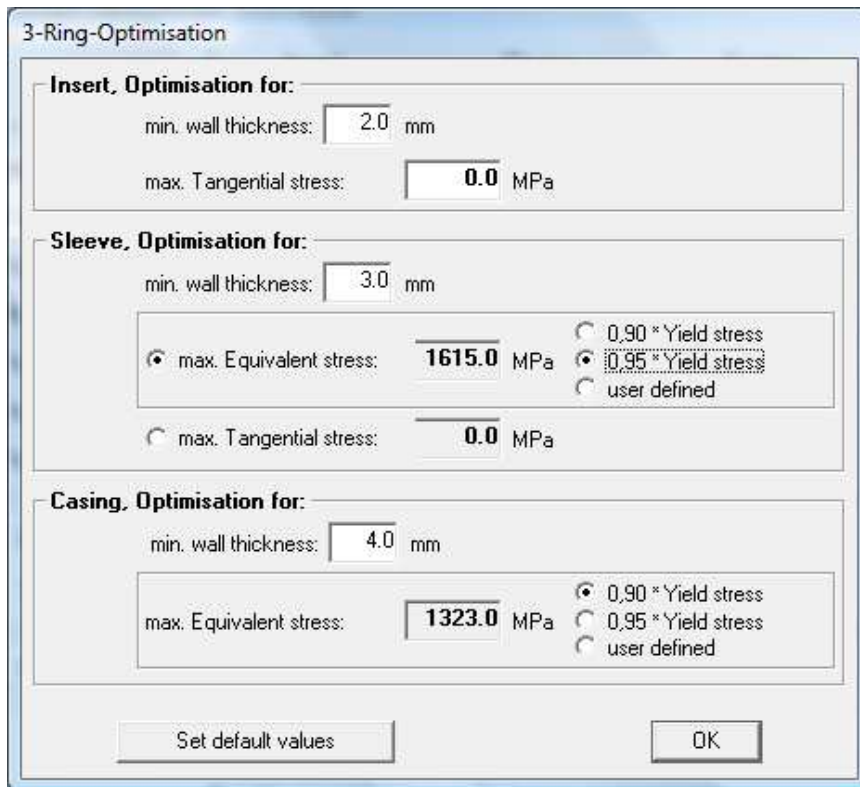 3-Ring-Optimisation
Insert, Optimisation for:
min. wall thickness: 2.0 mm
max. Tangential stress: 0.0 MPa
Sleeve, Optimisation for:
min. wall thickness: 3.0 mm
0,90 * Yield stress
max. Equivalent stress: 1615.0 MPa 0,95 * Yield stress
user defined
max. Tangential stress: 0.0 MPa
Casing, Optimisation for:
min. wall thickness: 4.0 mm
0,90 * Yield stress
max. Equivalent stress: 1323.0 MPa 0,95 * Yield stress
user defined
Set default values OK